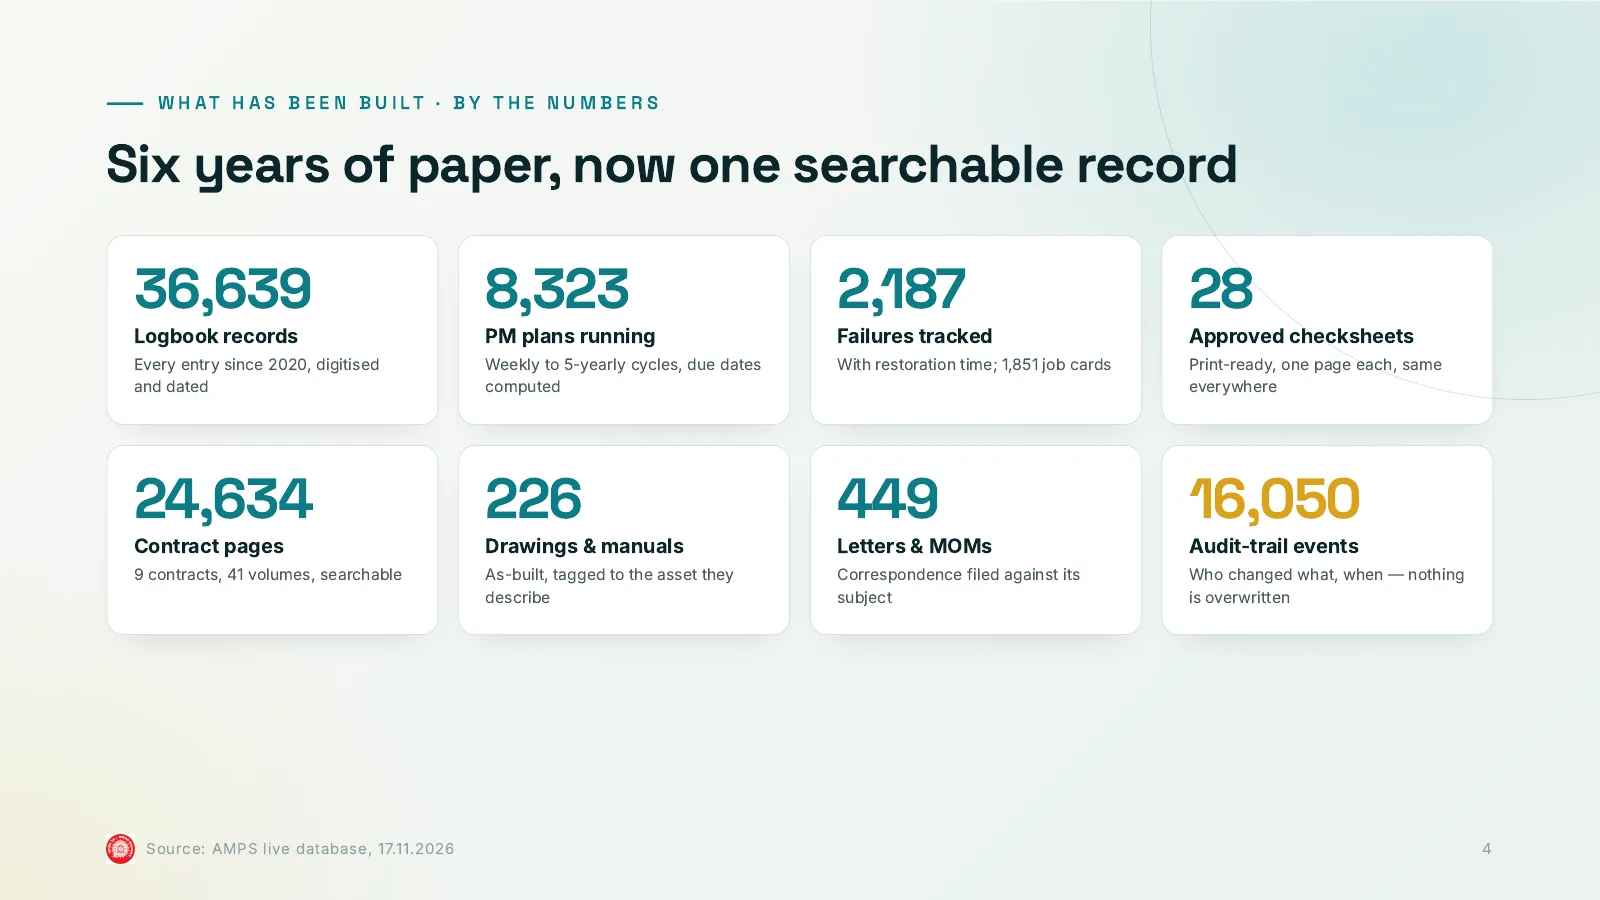 WHAT HAS BEEN BUILT · BY THE NUMBERS
Six years of paper, now one searchable record
36,639
Logbook records
Every entry since 2020, digitised
and dated
8,323
PM plans running
Weekly to 5-yearly cycles, due dates
computed
2,187
Failures tracked
With restoration time; 1,851 job cards
28
Approved checksheets
Print-ready, one page each, same
everywhere
24,634
Contract pages
9 contracts, 41 volumes, searchable
226
Drawings & manuals
As-built, tagged to the asset they
describe
449
Letters & MOMs
Correspondence filed against its
subject
16,050
Audit-trail events
Who changed what, when — nothing
is overwritten
Source: AMPS live database, 17.11.2026
4